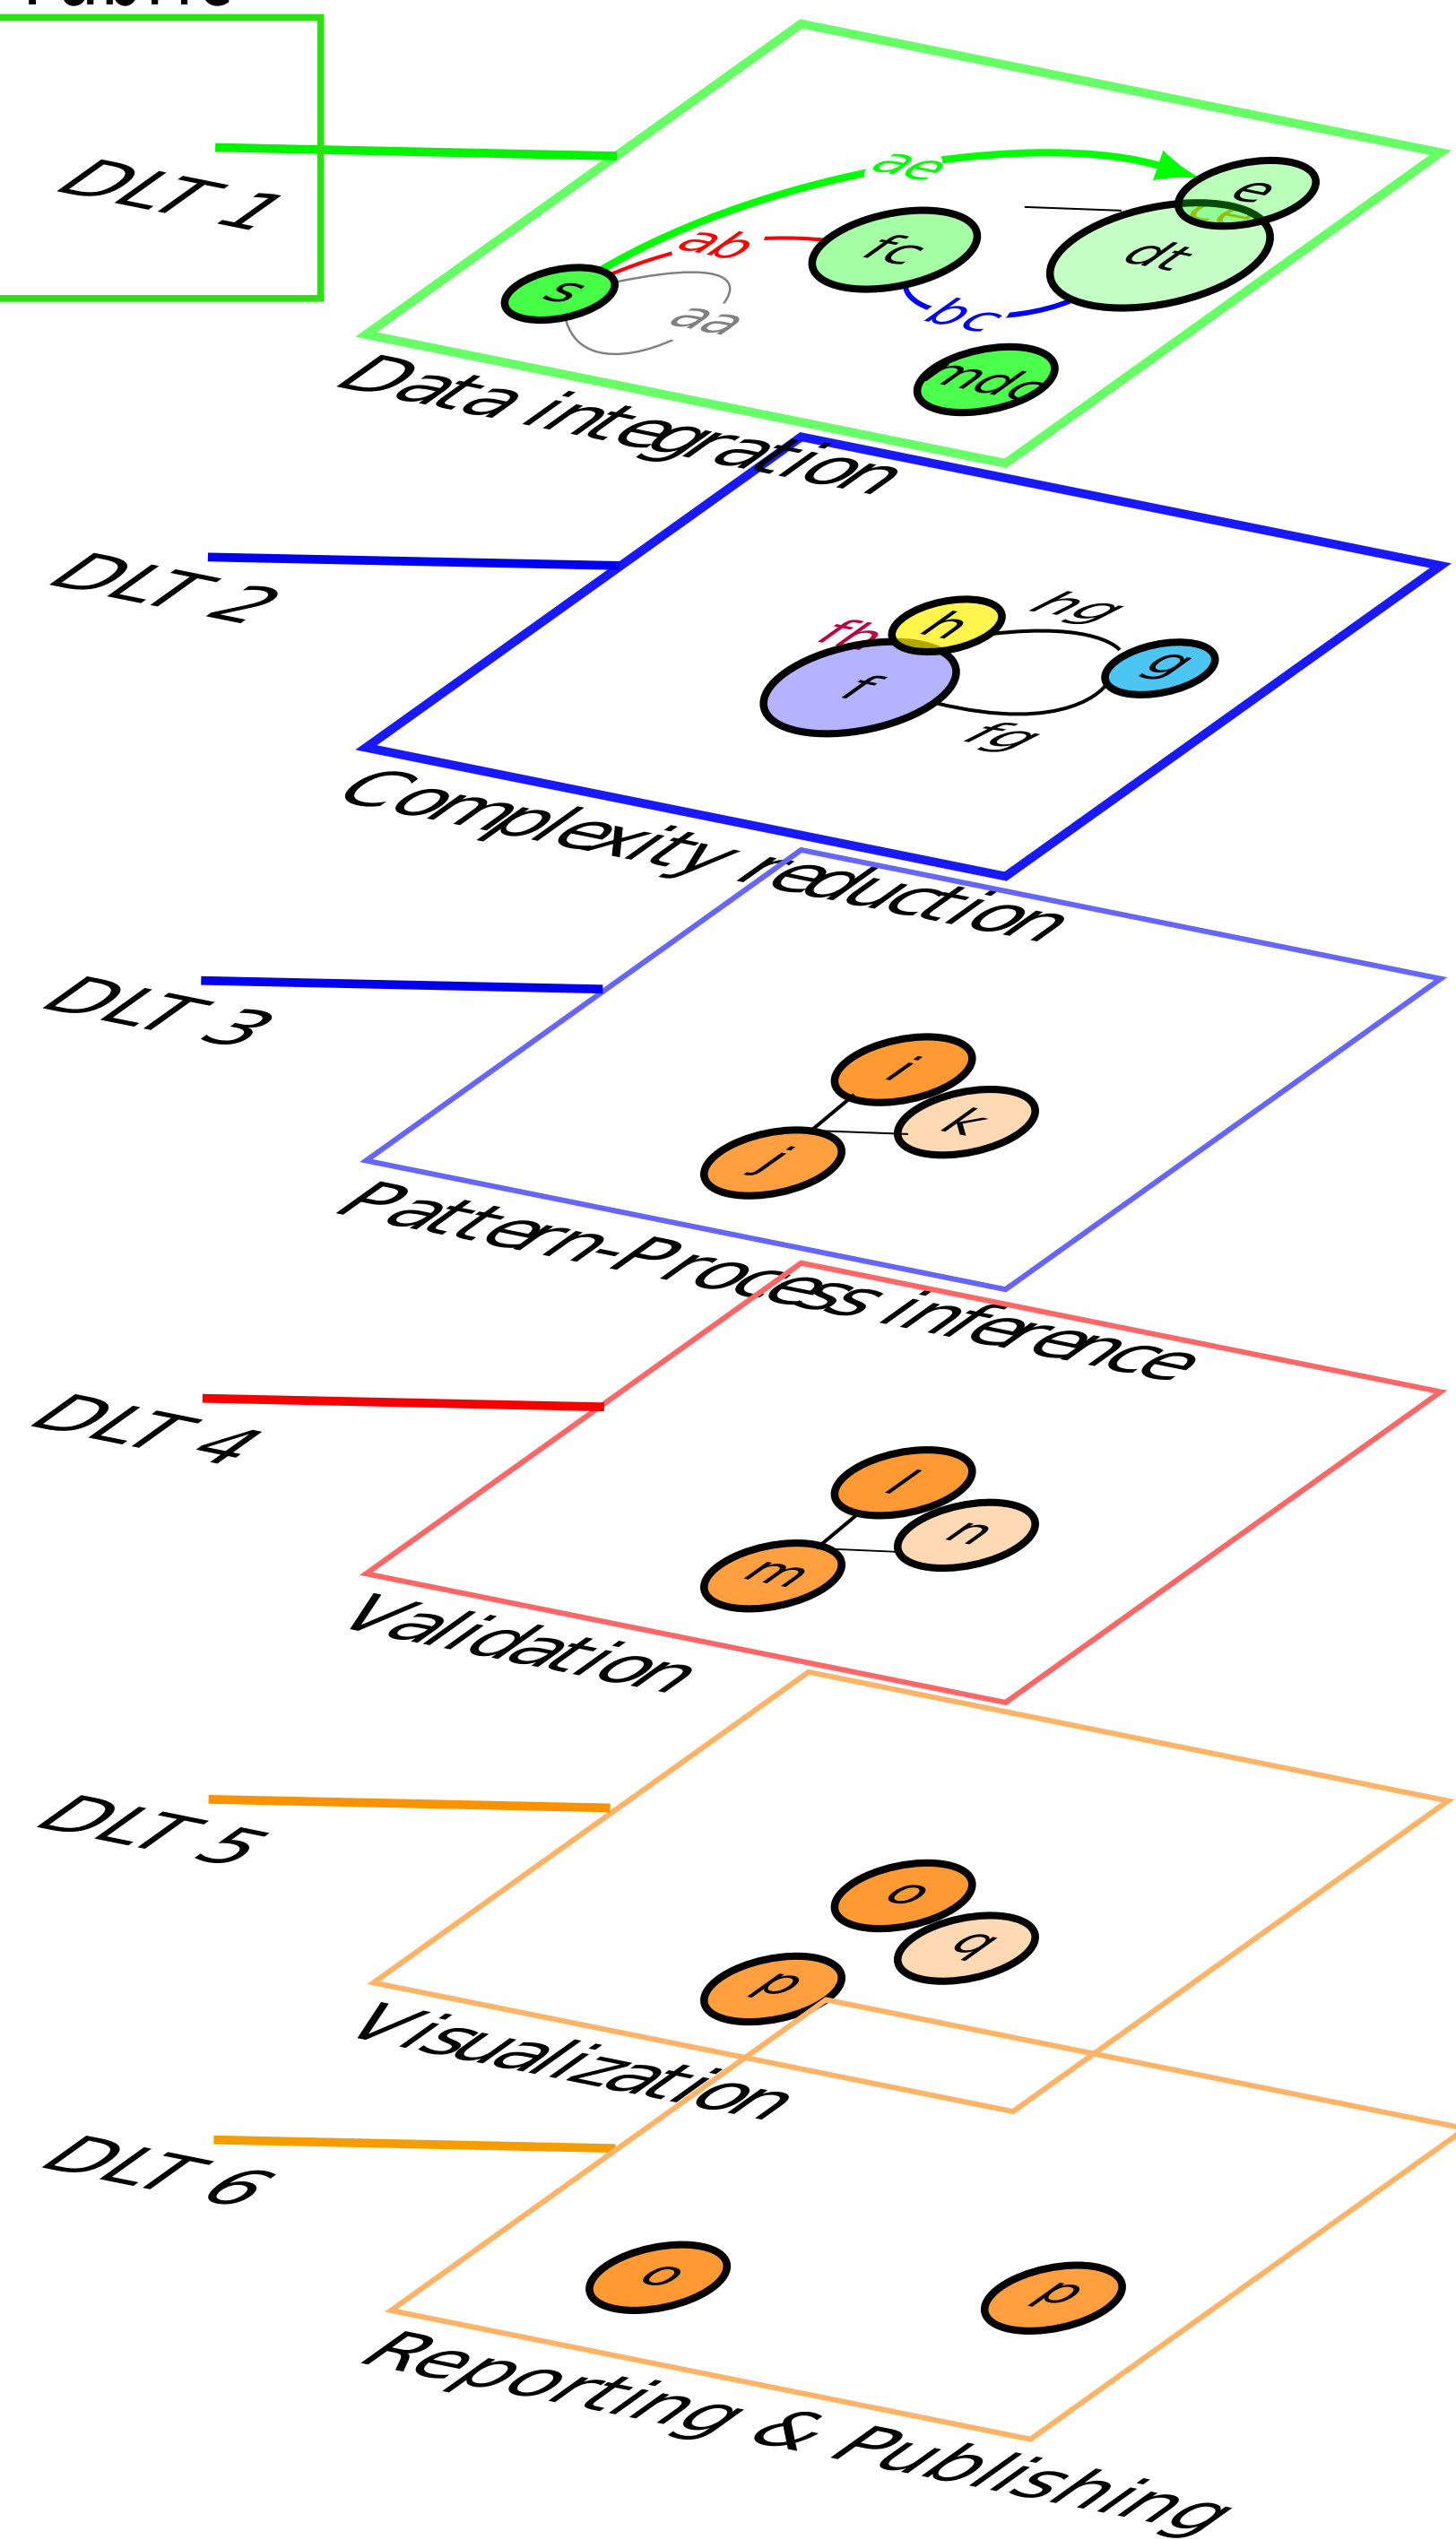 DLT 1
ae
e
ce
ab
fc
dt
s
aa
bc
mdc
Data integration
DLT 2
hg
h
fh
g
f
fg
Complexity reduction
DLT 3
i
k
j
Pattern-Process inference
DLT 4
l
n
m
Validation
DLT 5
o
q
p
Visualization
DLT 6
o
p
Reporting & Publishing